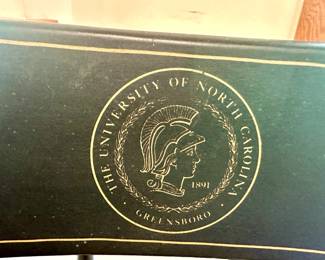 THE UNIVERSITY OF NORTH CAROLINA
1891
· GREENSBORO ·